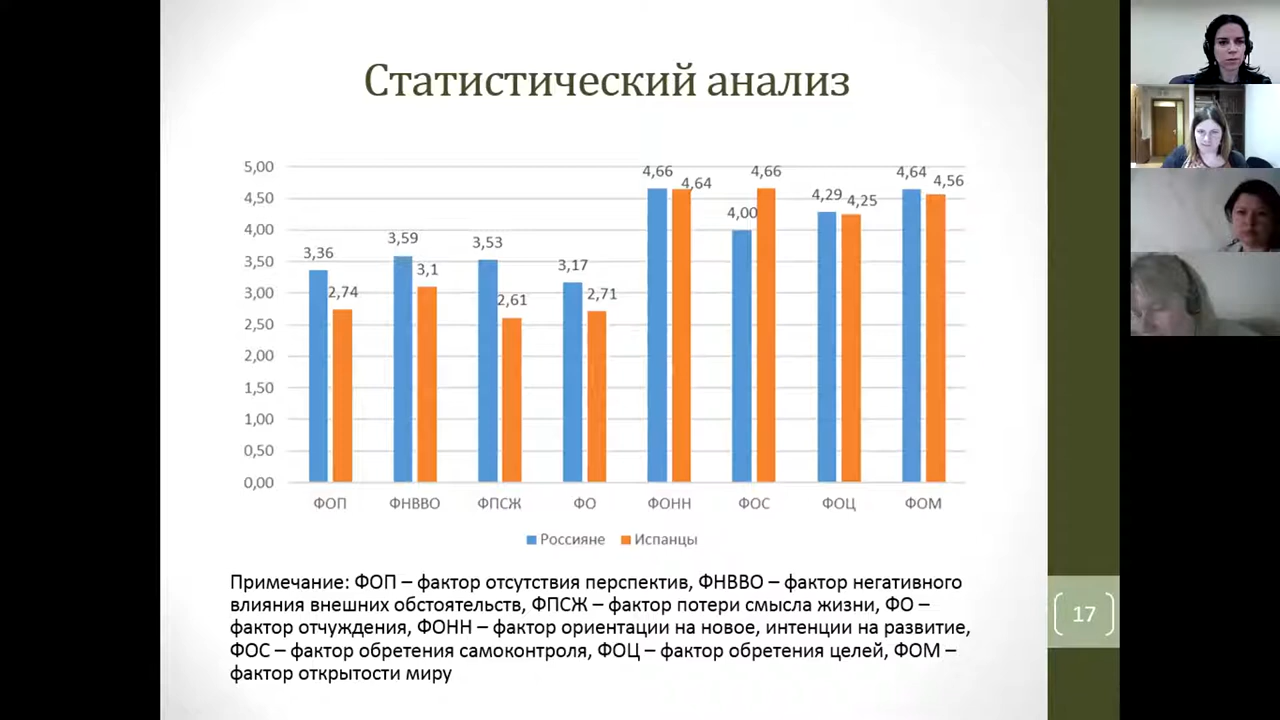 Статистический анализ
5,00
4,50
4,00
3,50
3,00
2,50
2,00
1,50
1,00
0,50
0,00
3,36
2,74
3,59
3,1
3,53
2,61
3,17
2,71
4,66
4,64
4,00
4,66
4,29
4,25
4,64
4,56
ФОП
ФНВВО
ФПСЖ
ФО
ФОНН
ФОС
ФОЦ
ФОМ
Россияне
Испанцы
Примечание: ФОП – фактор отсутствия перспектив, ФНВВО – фактор негативного
влияния внешних обстоятельств, ФПСЖ – фактор потери смысла жизни, ФО –
фактор отчуждения, ФОНН – фактор ориентации на новое, интенции на развитие,
ФОС – фактор обретения самоконтроля, ФОЦ – фактор обретения целей, ФОМ –
фактор открытости миру
17